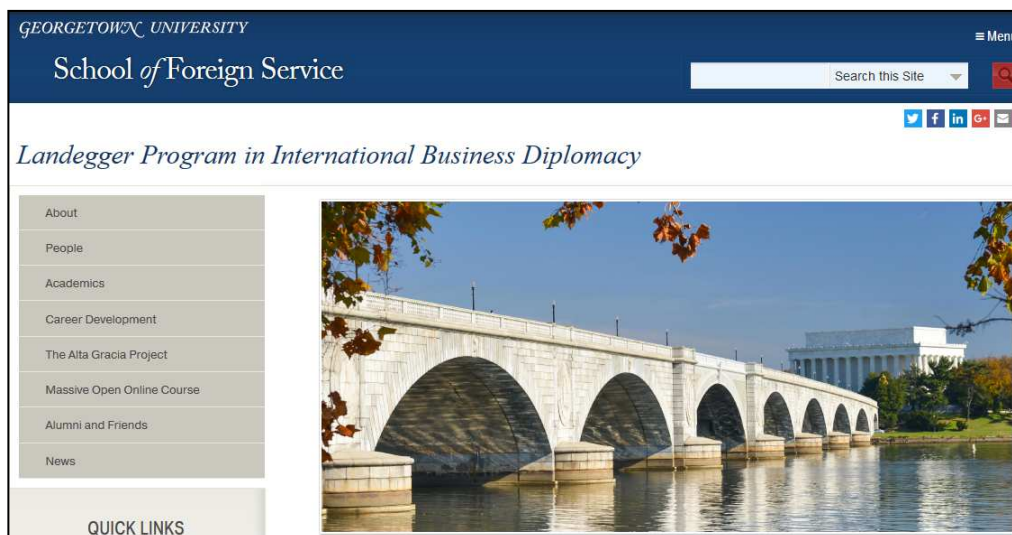 GEORGETOWN UNIVERSITY
School of Foreign Service
Menu
Search this Site
Landegger Program in International Business Diplomacy
About
People
Academics
Career Development
The Alta Gracia Project
Massive Open Online Course
Alumni and Friends
News
QUICK LINKS